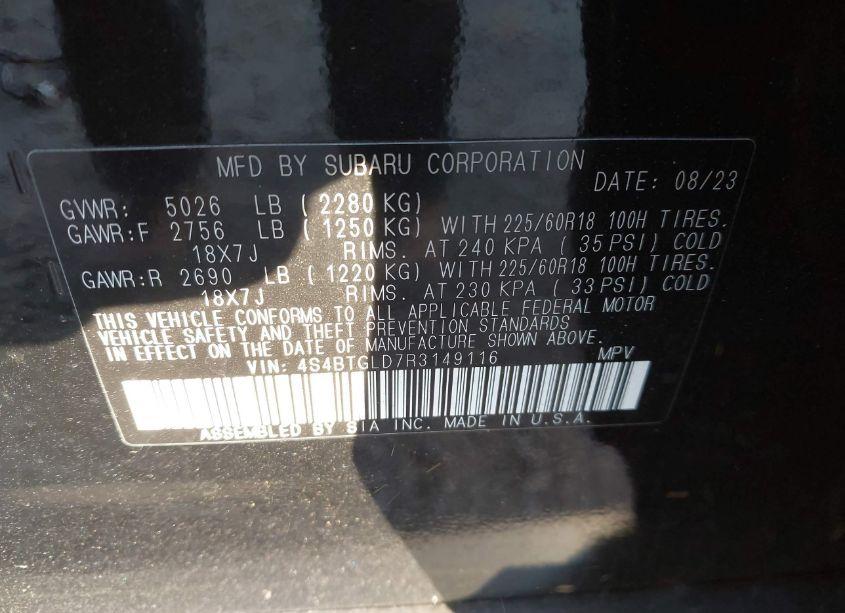 MFD BY SUBARU CORPORATION
DATE: 08/23
GVWR: 5026 LB ( 2280 KG)
GAWR:F 2756 LB ( 1250 KG) WITH 225/60R18 100H TIRES.
18X7J RIMS. AT 240 KPA ( 35 PSI) COLD
GAWR:R 2690 LB ( 1220 KG) WITH 225/60R18 100H TIRES.
18X7J RIMS. AT 230 KPA ( 33 PSI) COLD
THIS VEHICLE CONFORMS TO ALL APPLICABLE FEDERAL MOTOR
VEHICLE SAFETY AND THEFT PREVENTION STANDARDS
IN EFFECT ON THE DATE OF MANUFACTURE SHOWN ABOVE.
VIN: 4S4BTGLD7R3149116 MPV
ASSEMBLED BY SIA INC. MADE IN U.S.A.